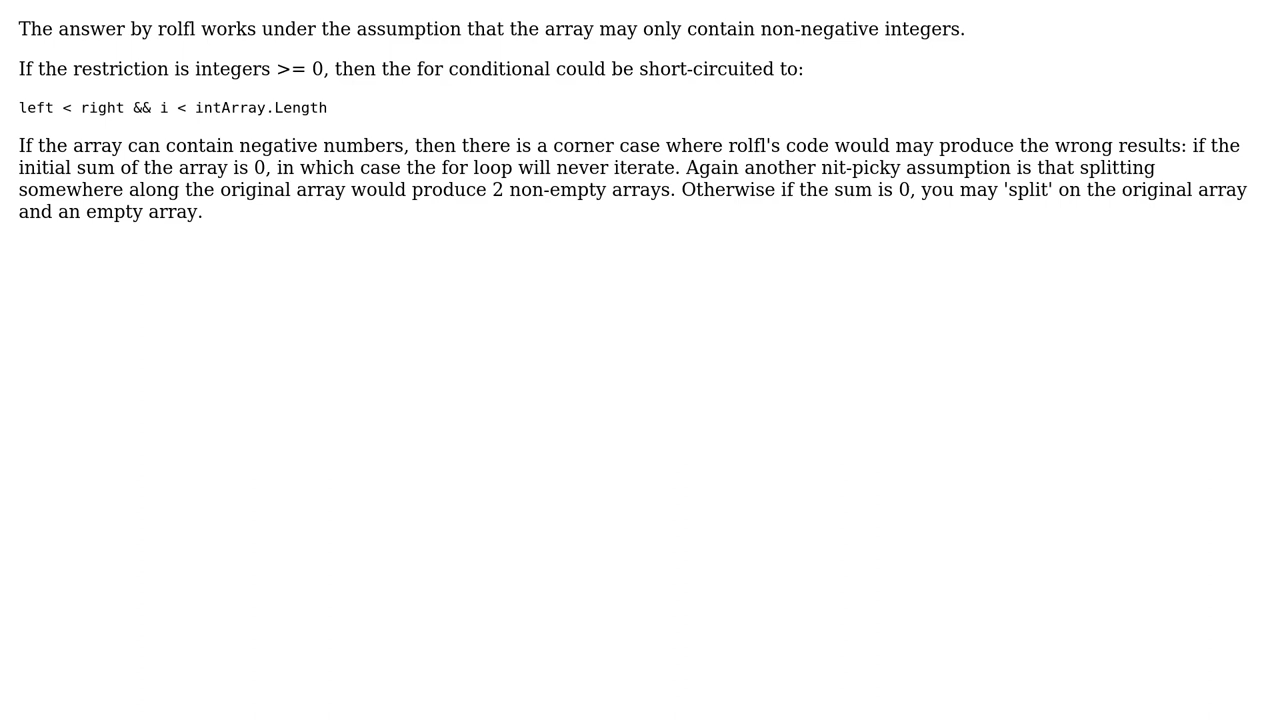 The answer by rolfl works under the assumption that the array may only contain non-negative integers.
If the restriction is integers >= 0, then the for conditional could be short-circuited to:
left < right && i < intArray.Length
If the array can contain negative numbers, then there is a corner case where rolfl's code would may produce the wrong results: if the
initial sum of the array is 0, in which case the for loop will never iterate. Again another nit-picky assumption is that splitting
somewhere along the original array would produce 2 non-empty arrays. Otherwise if the sum is 0, you may 'split' on the original array
and an empty array.